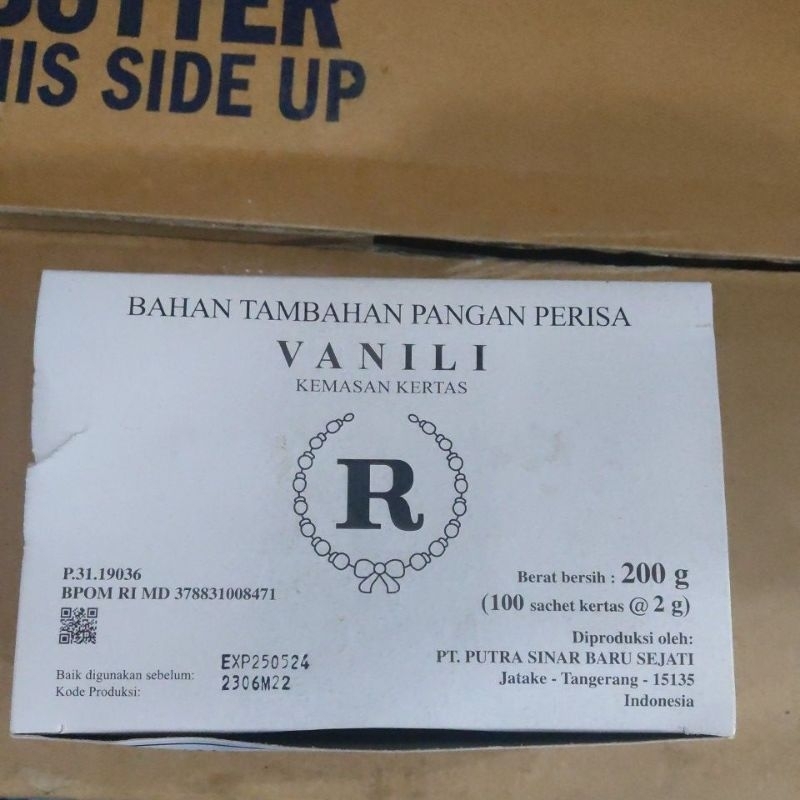 UTTER
HIS SIDE UP
BAHAN TAMBAHAN PANGAN PERISA
VANILI
KEMASAN KERTAS
R
P.31.19036
BPOM RI MD 378831008471
Berat bersih : 200 g
(100 sachet kertas @ 2 g)
Baik digunakan sebelum: EXP250524
Kode Produksi: 2306M22
Diproduksi oleh:
PT. PUTRA SINAR BARU SEJATI
Jatake - Tangerang - 15135
Indonesia